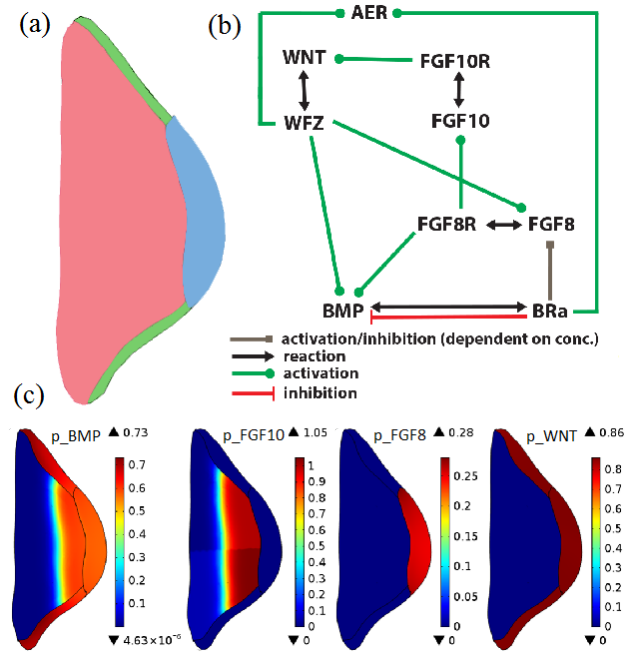 (a)
(b)
AER
WNT
FGF10R
WFZ
FGF10
FGF8R
FGF8
BMP
BRa
activation/inhibition (dependent on conc.)
reaction
activation
inhibition
(c)
p_BMP ▲ 0.73
0.7
0.6
0.5
0.4
0.3
0.2
0.1
▼ 4.63×10⁻⁶
p_FGF10 ▲ 1.05
1
0.9
0.8
0.7
0.6
0.5
0.4
0.3
0.2
0.1
0
▼ 0
p_FGF8 ▲ 0.28
0.25
0.2
0.15
0.1
0.05
0
▼ 0
p_WNT ▲ 0.86
0.8
0.7
0.6
0.5
0.4
0.3
0.2
0.1
0
▼ 0